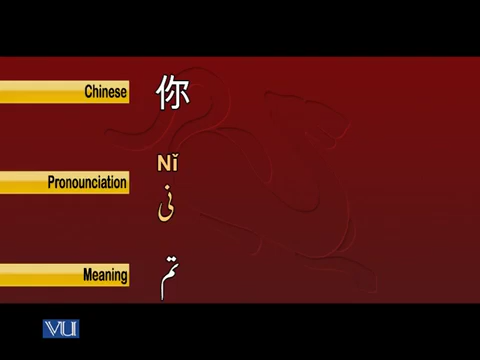 Chinese 你
Pronounciation Nǐ
نی
Meaning تم
VU